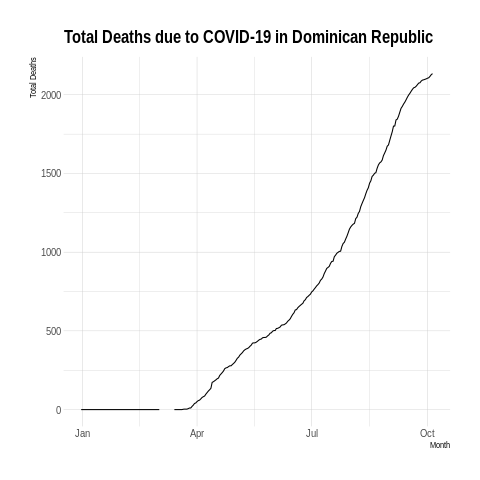 Total Deaths due to COVID-19 in Dominican Republic
Total Deaths
2000
1500
1000
500
0
Jan Apr Jul Oct
Month